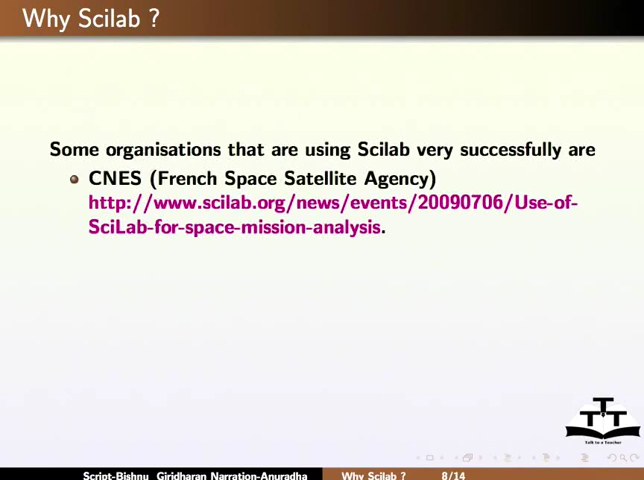 Why Scilab ?
Some organisations that are using Scilab very successfully are
CNES (French Space Satellite Agency)
http://www.scilab.org/news/events/20090706/Use-of-
SciLab-for-space-mission-analysis.
TTT
Talk to a Teacher
Script-Bishnu Giridharan Narration-Anuradha Why Scilab ? 8/14